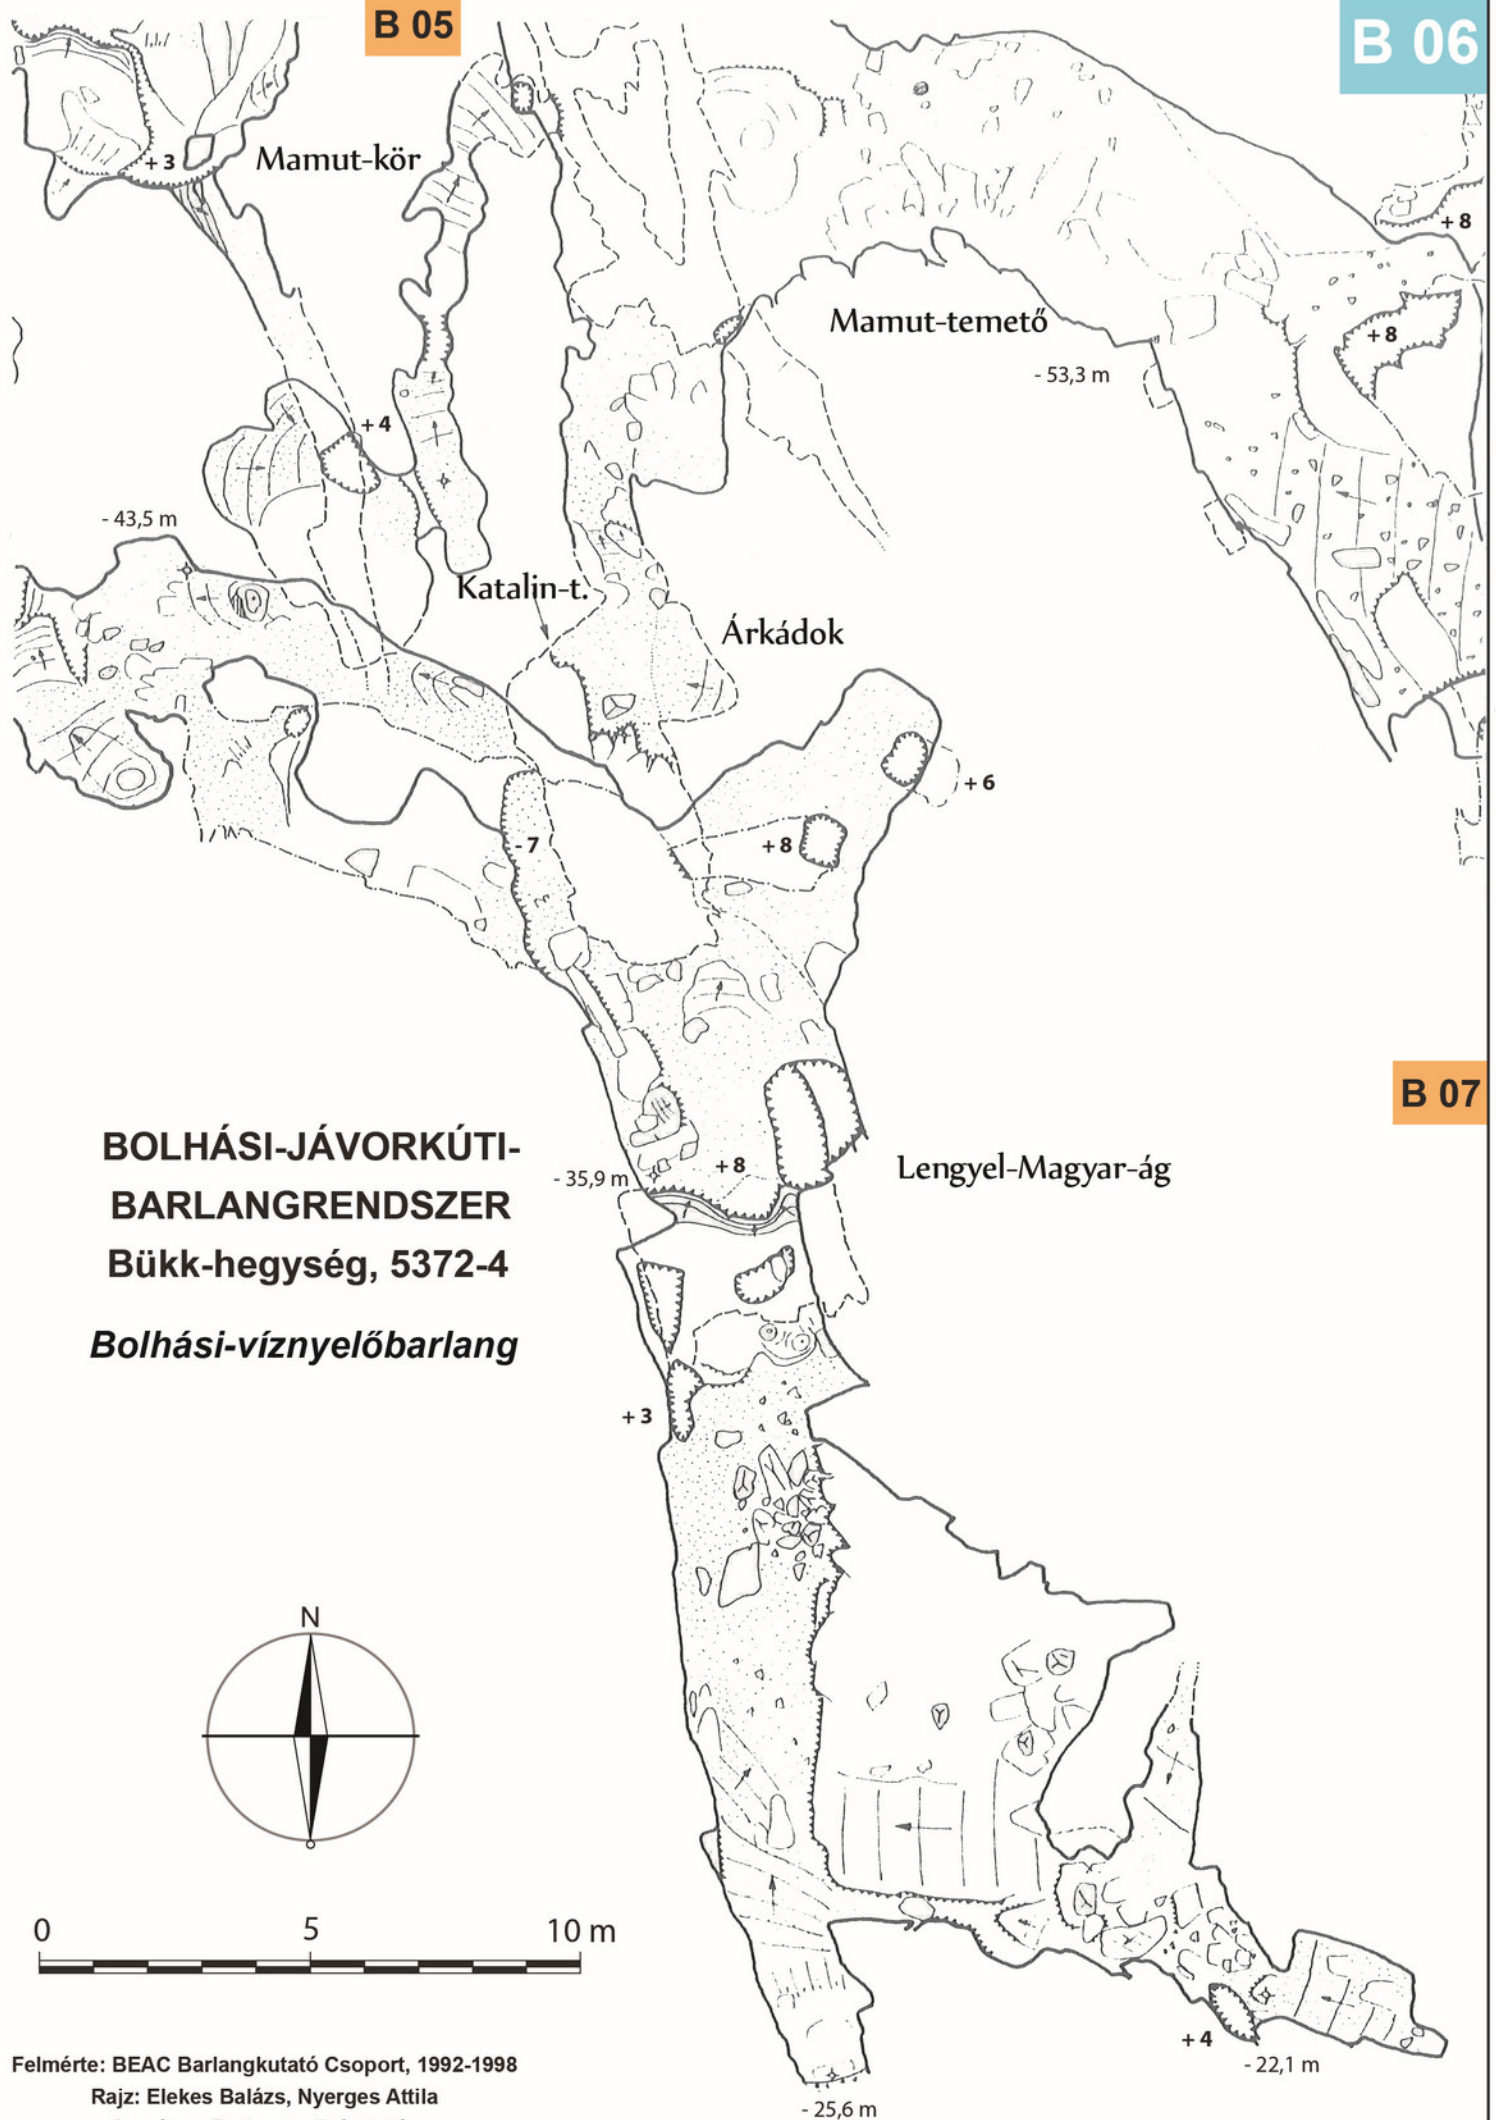 B 05
B 06
+ 3
Mamut-kör
+ 8
Mamut-temető
+ 8
- 53,3 m
+ 4
- 43,5 m
Katalin-t.
Árkádok
+ 6
- 7
+ 8
B 07
BOLHÁSI-JÁVORKÚTI-
BARLANGRENDSZER
Bükk-hegység, 5372-4
Bolhási-víznyelőbarlang
- 35,9 m
+ 8
Lengyel-Magyar-ág
+ 3
N
0 5 10 m
+ 4
- 22,1 m
- 25,6 m
Felmérte: BEAC Barlangkutató Csoport, 1992-1998
Rajz: Elekes Balázs, Nyerges Attila